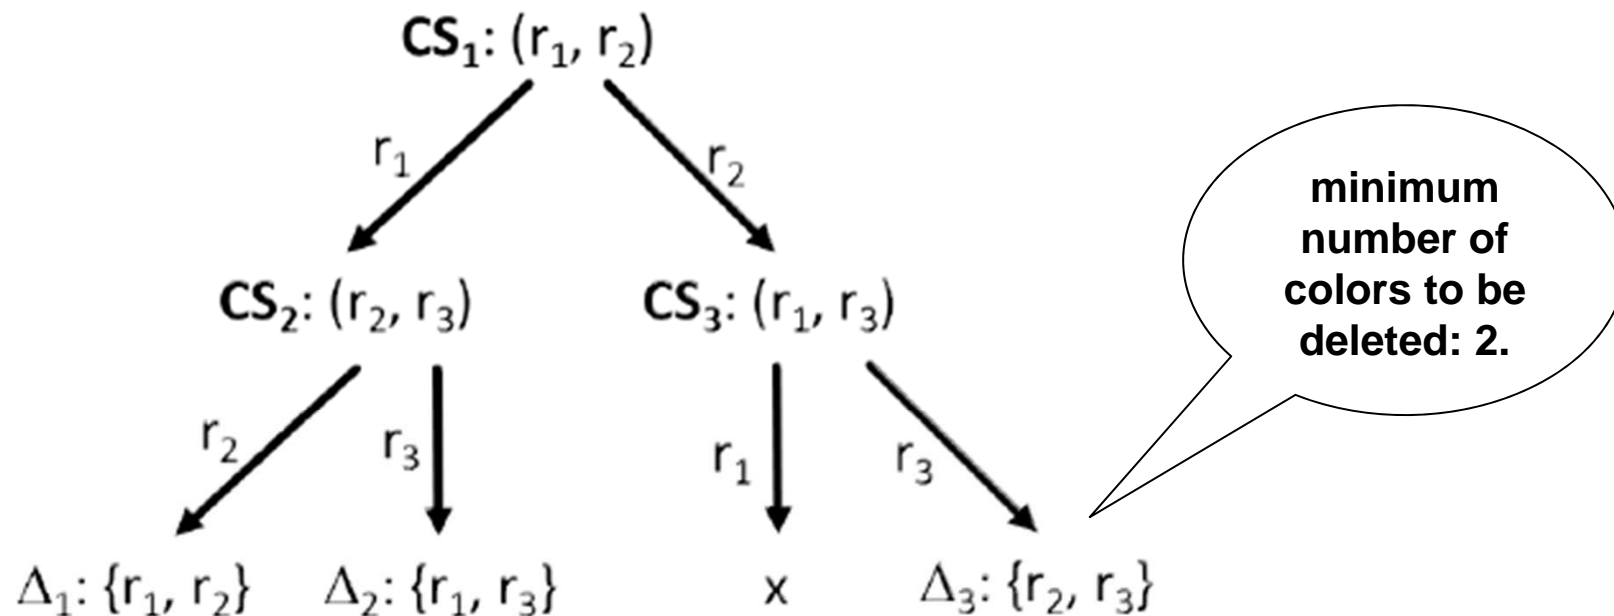 CS₁: (r₁, r₂)
r₁
r₂
minimum
number of
colors to be
deleted: 2.
CS₂: (r₂, r₃)
CS₃: (r₁, r₃)
r₂
r₃
r₁
r₃
Δ₁: {r₁, r₂}
Δ₂: {r₁, r₃}
x
Δ₃: {r₂, r₃}